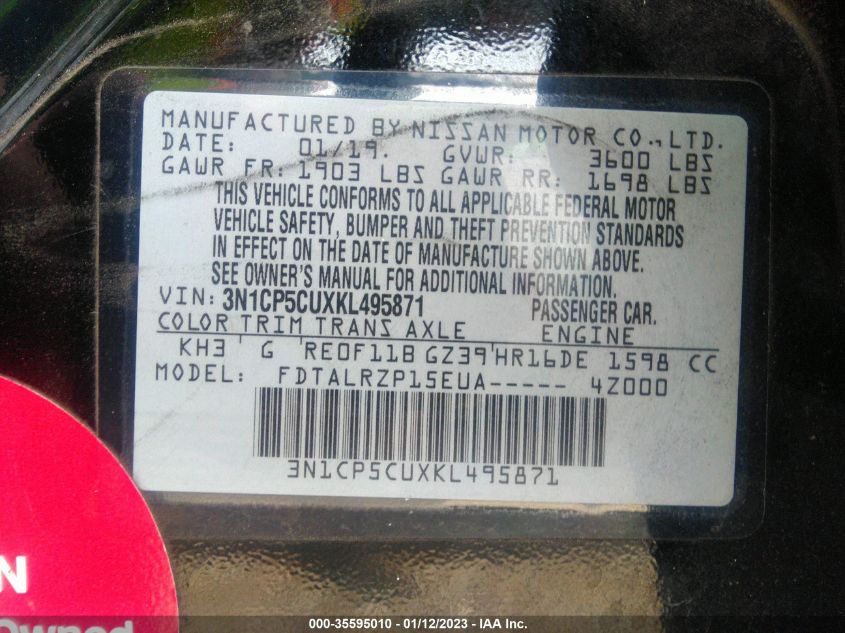 MANUFACTURED BY NISSAN MOTOR CO., LTD.
DATE: 01/19. GVWR: 3600 LBS
GAWR FR: 1903 LBS GAWR RR: 1698 LBS
THIS VEHICLE CONFORMS TO ALL APPLICABLE FEDERAL MOTOR
VEHICLE SAFETY, BUMPER AND THEFT PREVENTION STANDARDS
IN EFFECT ON THE DATE OF MANUFACTURE SHOWN ABOVE.
SEE OWNER'S MANUAL FOR ADDITIONAL INFORMATION.
VIN: 3N1CP5CUXKL495871 PASSENGER CAR.
COLOR TRIM TRANS AXLE ENGINE
KH3 G RE0F11B GZ39 HR16DE 1598 CC
MODEL: FDTALRZP15EUA----- 4Z000
3N1CP5CUXKL495871
N
Owned
000-35595010 - 01/12/2023 - IAA Inc.